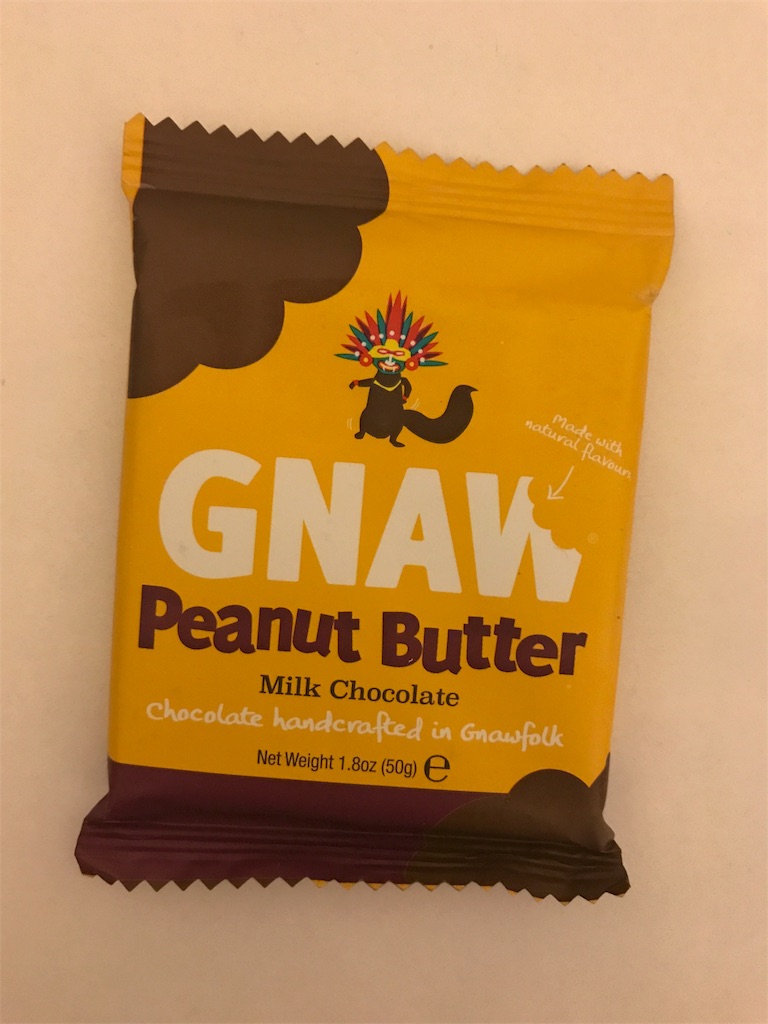 Made with
natural flavours
GNAW®
Peanut Butter
Milk Chocolate
Chocolate handcrafted in Gnawfolk
Net Weight 1.8oz (50g) ℮